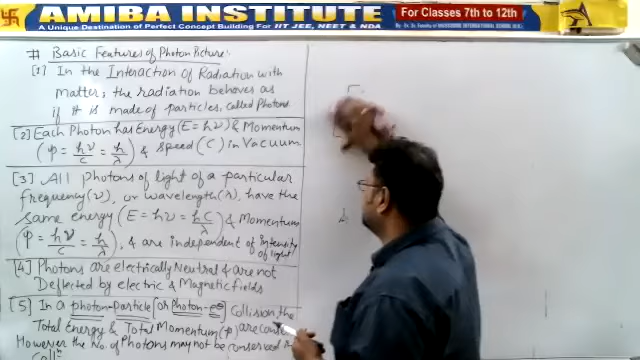 AMIBA INSTITUTE
A Unique Destination of Perfect Concept Building For IIT JEE, NEET & NDA
For Classes 7th to 12th
# Basic Features of Photon Picture:-
[1] In the Interaction of Radiation with
matter; the radiation behaves as
if it is made of particles, called Photons
[2] Each Photon has Energy (E = hν) & Momentum
(p = hν/c = h/λ) & speed (C) in Vacuum
[3] All photons of light of a particular
frequency(ν), or wavelength(λ), have the
same energy (E = hν = hc/λ) & Momentum
(p = hν/c = h/λ), & are independent of intensity
of light
[4] Photons are electrically Neutral & are not
Deflected by electric & Magnetic fields
[5] In a photon-particle [or Photon- Collision, the
Total Energy & Total Momentum(p) are
However the No. of Photons may not be conserved